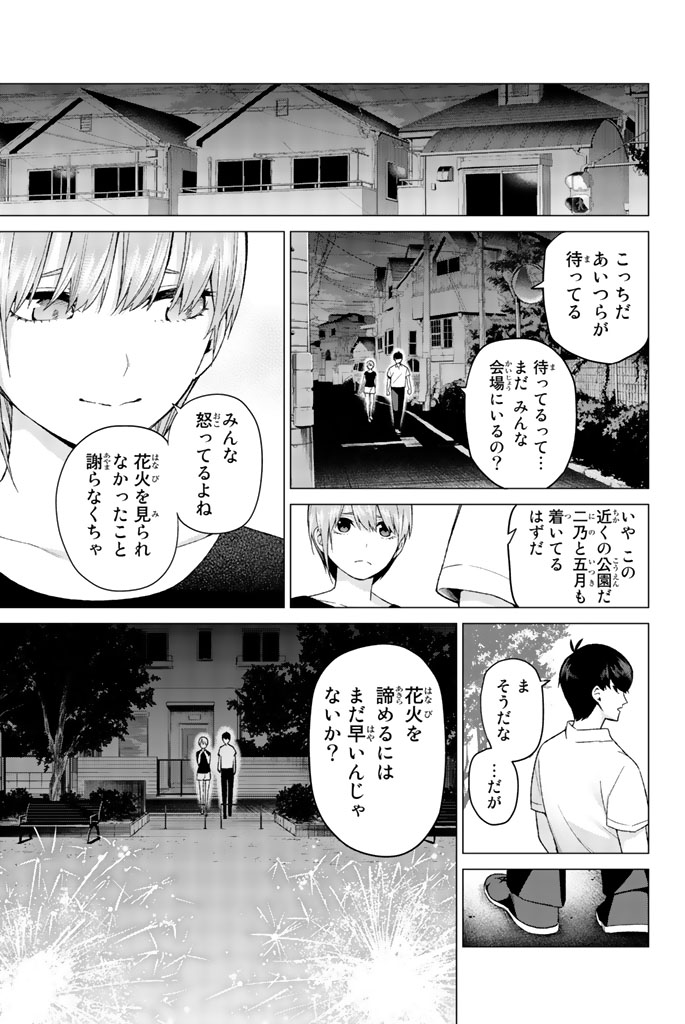 こっちだ
あいつらが
待ってる
待ってるって…
まだ みんな
会場にいるの？
いや この
近くの公園だ
二乃と五月も
着いてる
はずだ
みんな
怒ってるよね
花火を見られ
なかったこと
謝らなくちゃ
ま
そうだな
…だが
花火を
諦めるには
まだ早いんじゃ
ないか？